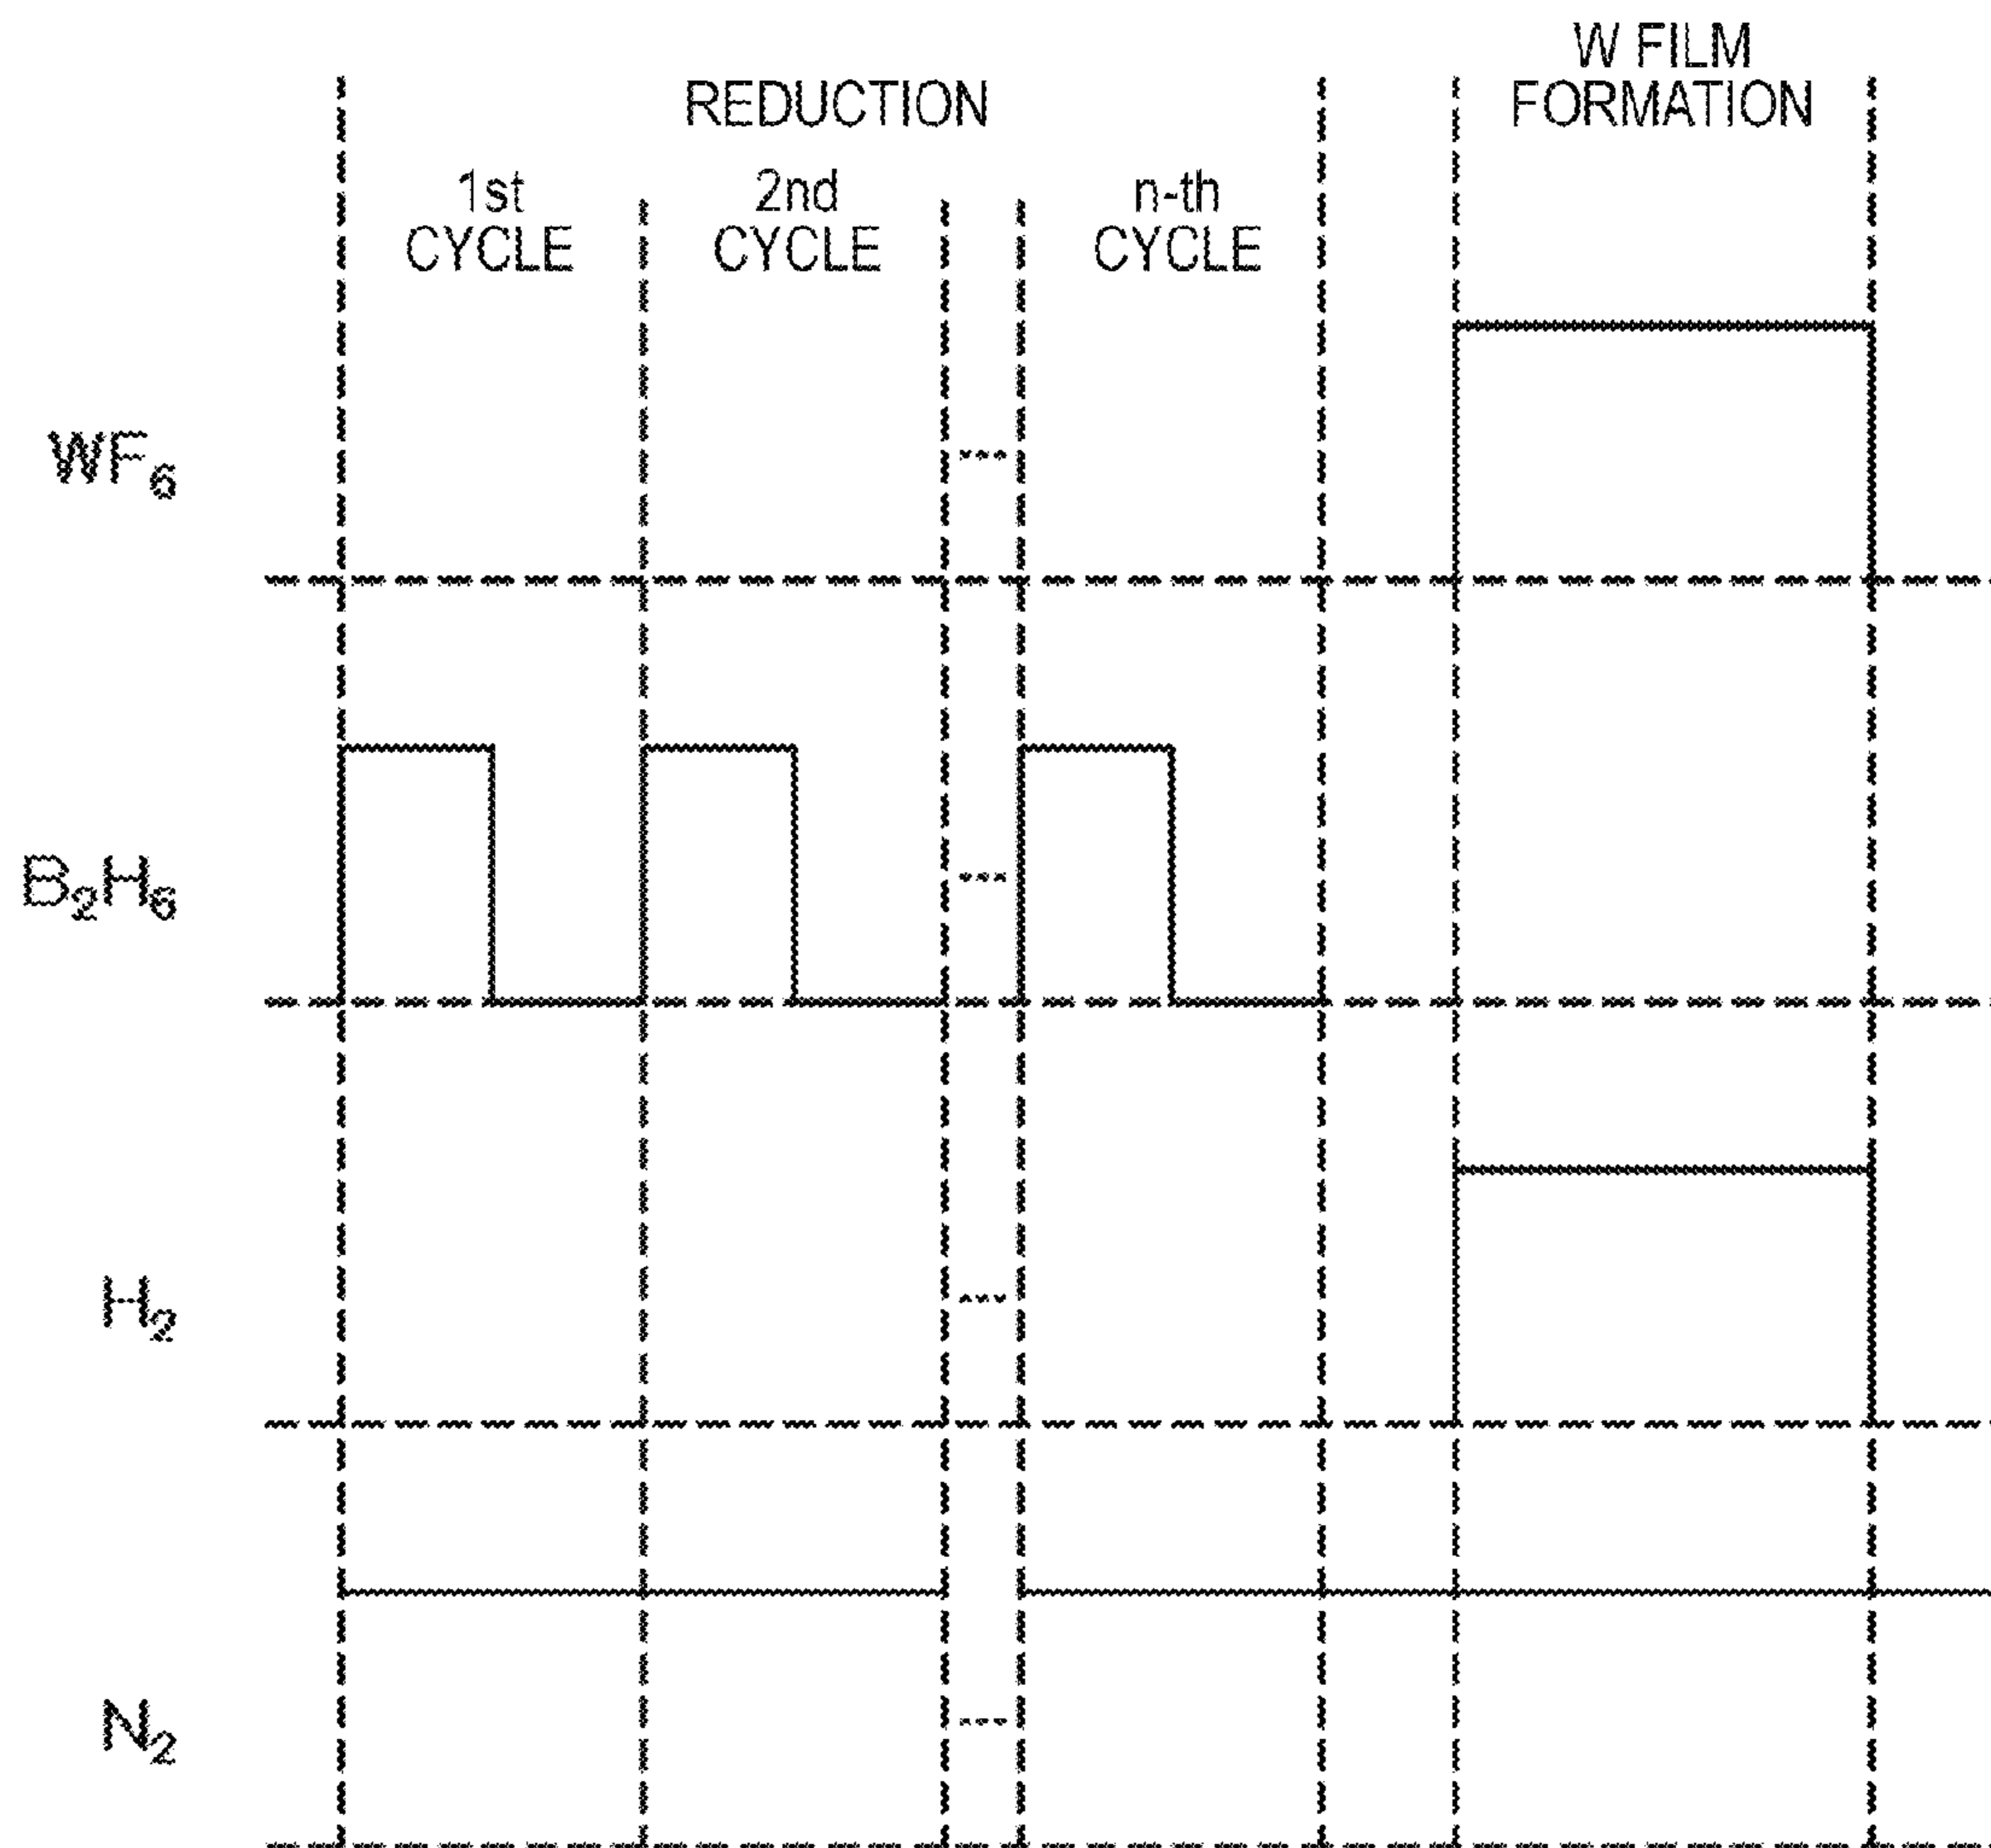 W FILM
REDUCTION FORMATION
1st 2nd n-th
CYCLE CYCLE CYCLE
WF₆
...
B₂H₆
...
H₂
...
N₂
...